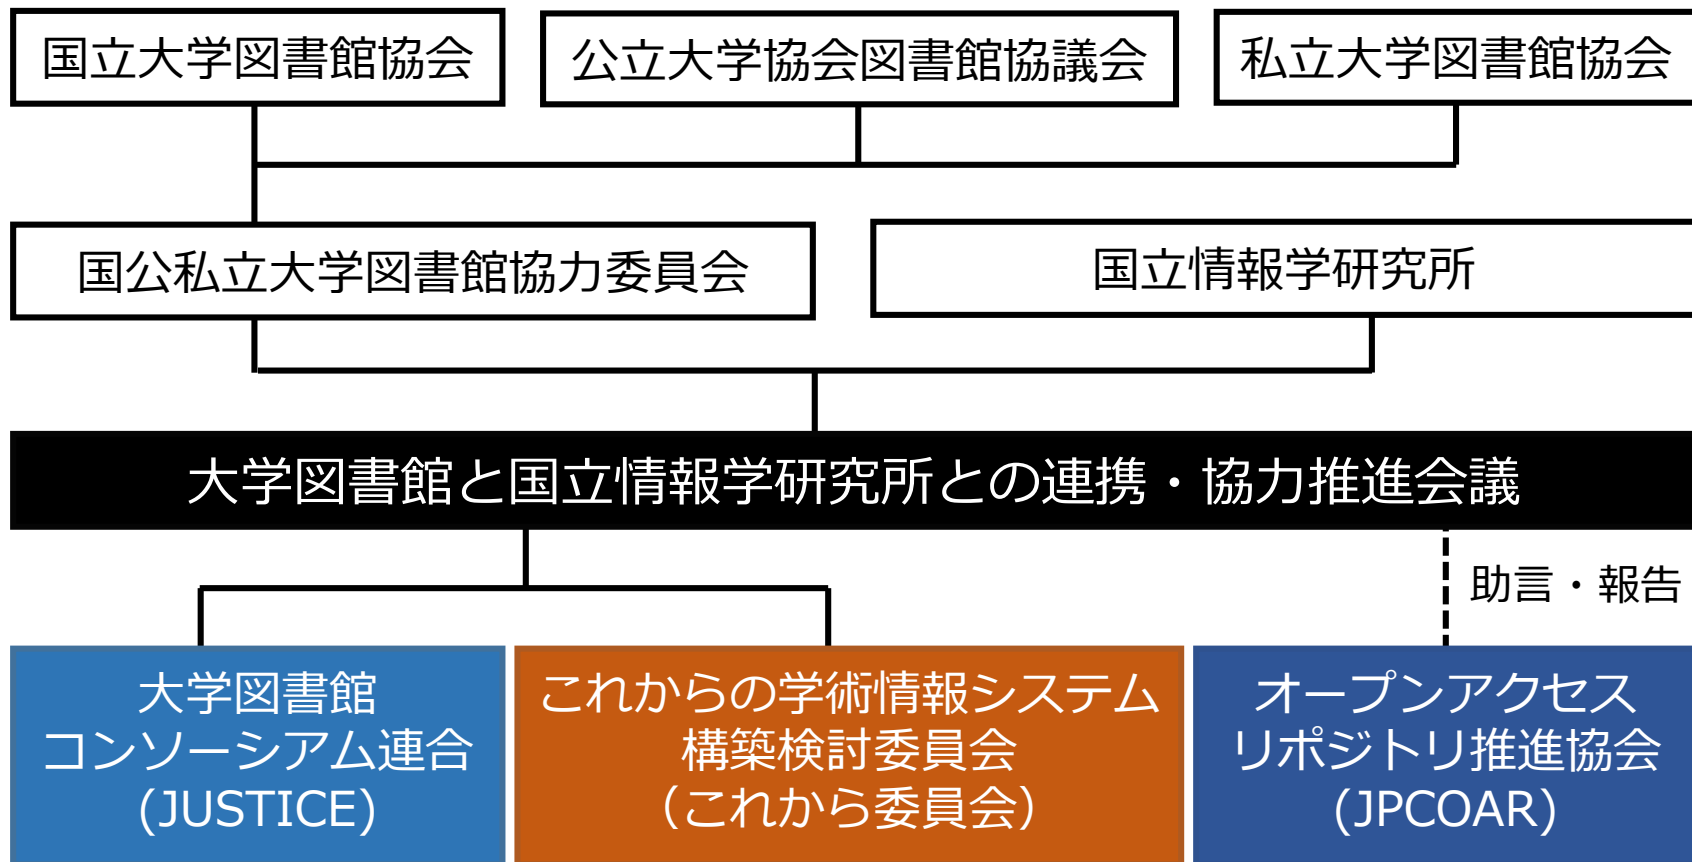 国立大学図書館協会
公立大学協会図書館協議会
私立大学図書館協会
国公私立大学図書館協力委員会
国立情報学研究所
大学図書館と国立情報学研究所との連携・協力推進会議
助言・報告
大学図書館
コンソーシアム連合
(JUSTICE)
これからの学術情報システム
構築検討委員会
（これから委員会）
オープンアクセス
リポジトリ推進協会
(JPCOAR)